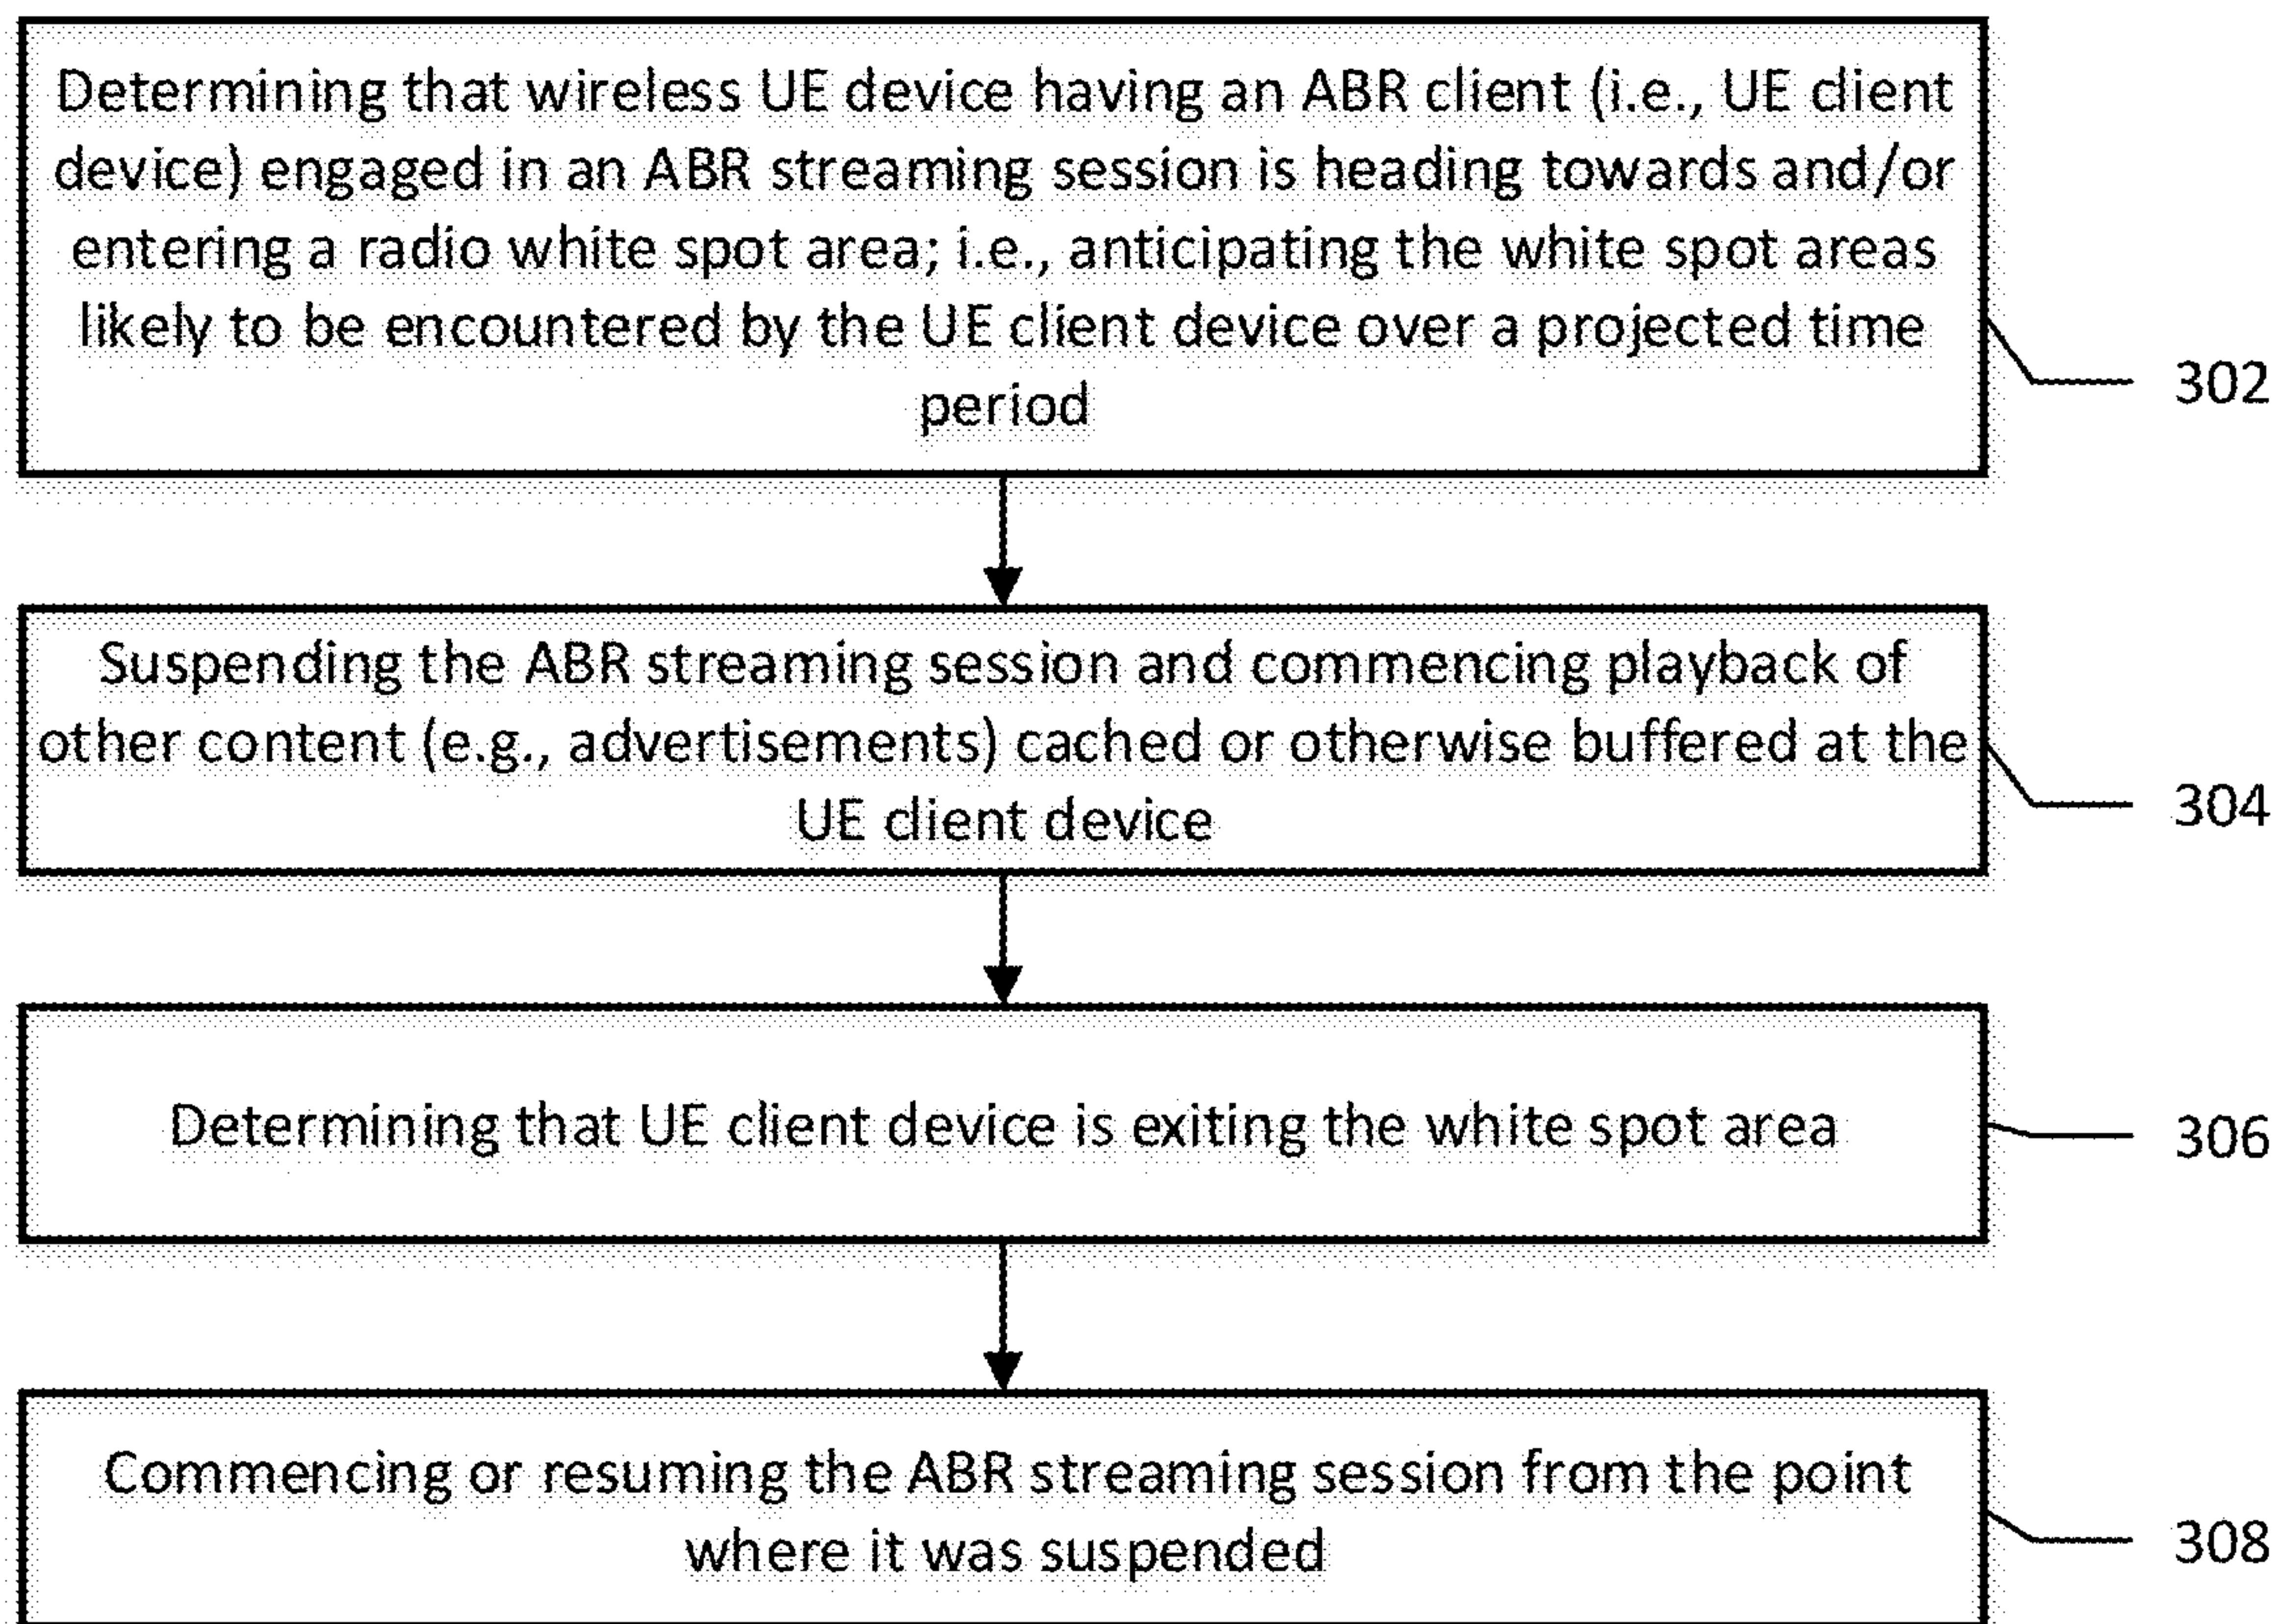 Determining that wireless UE device having an ABR client (i.e., UE client
device) engaged in an ABR streaming session is heading towards and/or
entering a radio white spot area; i.e., anticipating the white spot areas
likely to be encountered by the UE client device over a projected time
period
302
Suspending the ABR streaming session and commencing playback of
other content (e.g., advertisements) cached or otherwise buffered at the
UE client device
304
Determining that UE client device is exiting the white spot area
306
Commencing or resuming the ABR streaming session from the point
where it was suspended
308